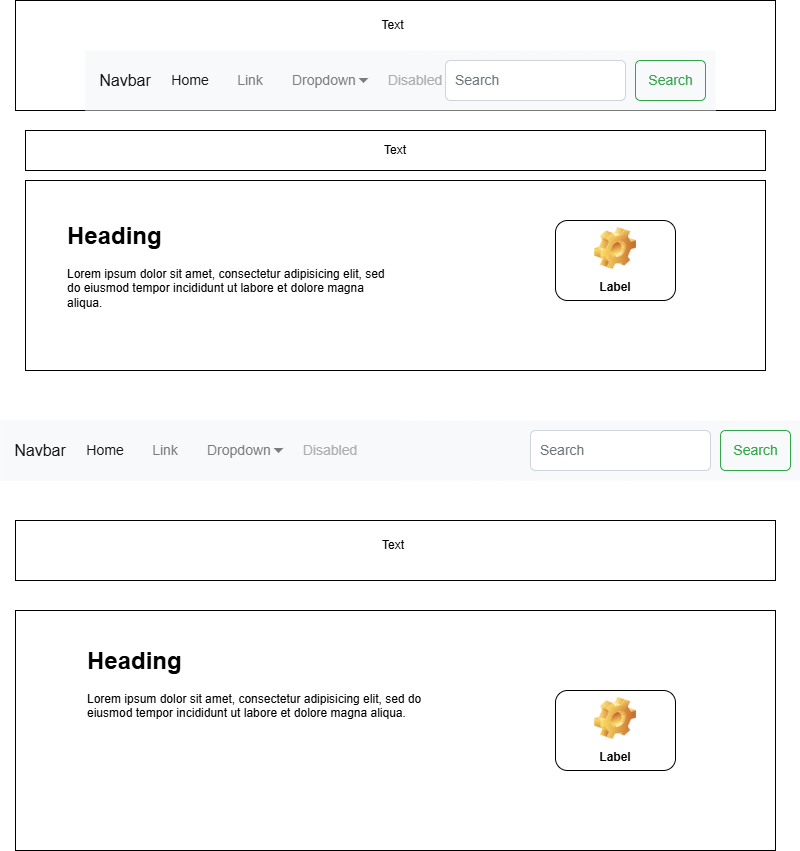 Text
Navbar Home Link Dropdown Disabled Search Search
Text
Heading
Lorem ipsum dolor sit amet, consectetur adipisicing elit, sed
do eiusmod tempor incididunt ut labore et dolore magna
aliqua.
Label
Navbar Home Link Dropdown Disabled Search Search
Text
Heading
Lorem ipsum dolor sit amet, consectetur adipisicing elit, sed do
eiusmod tempor incididunt ut labore et dolore magna aliqua.
Label